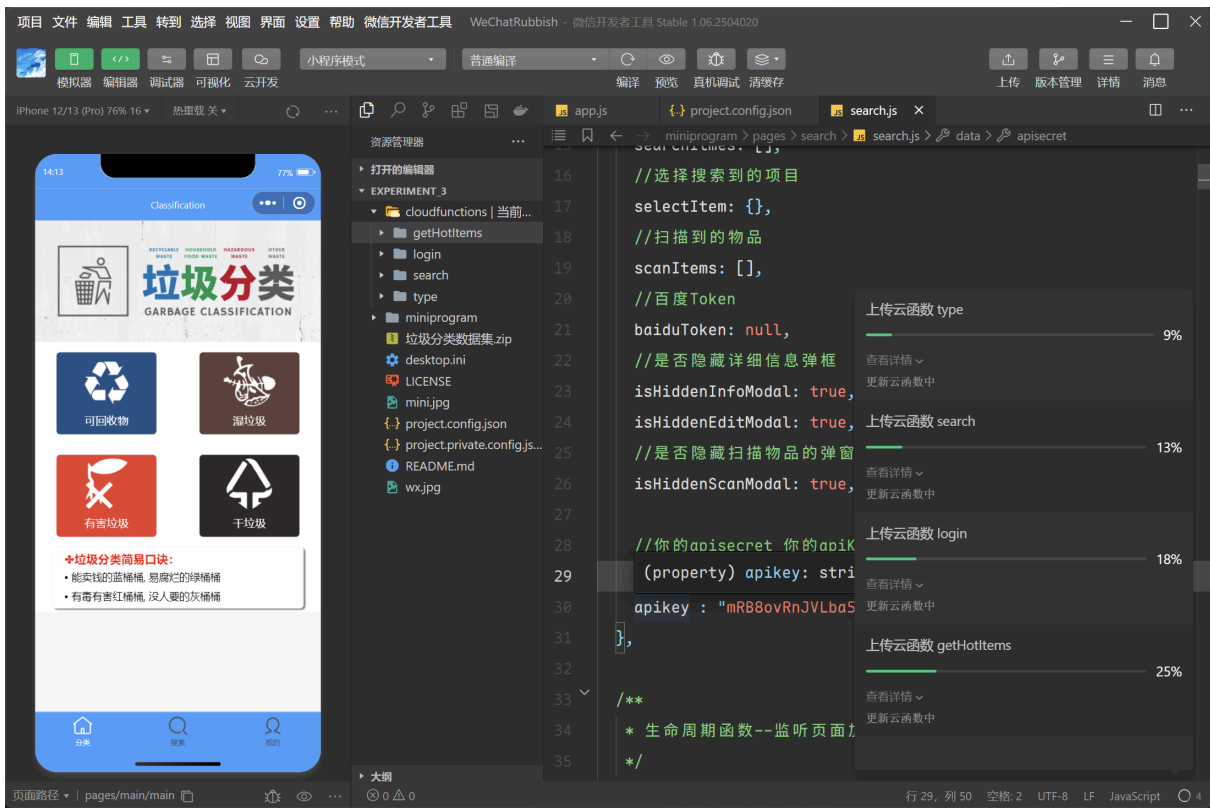 项目 文件 编辑 工具 转到 选择 视图 界面 设置 帮助 微信开发者工具 WeChatRubbish - 微信开发者工具 Stable 1.06.2504020
模拟器 编辑器 调试器 可视化 云开发
小程序模式 普通编译
编译 预览 真机调试 清缓存
上传 版本管理 详情 消息
iPhone 12/13 (Pro) 76% 16 热重载 关
14:13 77%
Classification
RECYCLABLE WASTE HOUSEHOLD FOOD WASTE HAZARDOUS WASTE OTHER WASTE
垃圾分类
GARBAGE CLASSIFICATION
可回收物 湿垃圾
有害垃圾 干垃圾
垃圾分类简易口诀:
• 能卖钱的蓝桶桶, 易腐烂的绿桶桶
• 有毒有害红桶桶, 没人要的灰桶桶
分类 搜索 我的
页面路径 pages/main/main
资源管理器 ···
打开的编辑器
EXPERIMENT_3
cloudfunctions | 当前...
getHotItems
login
search
type
miniprogram
垃圾分类数据集.zip
desktop.ini
LICENSE
mini.jpg
project.config.json
project.private.config.js...
README.md
wx.jpg
大纲
0 0
JS app.js {..} project.config.json JS search.js
miniprogram > pages > search > JS search.js > data > apisecret
15 searchItmes: [],
16 //选择搜索到的项目
17 selectItem: {},
18 //扫描到的物品
19 scanItems: [],
20 //百度Token
21 baiduToken: null,
22 //是否隐藏详细信息弹框
23 isHiddenInfoModal: true,
24 isHiddenEditModal: true,
25 //是否隐藏扫描物品的弹窗
26 isHiddenScanModal: true,
27
28 //你的apisecret 你的apiK
29 (property) apikey: stri
30 apikey : "mRB8ovRnJVLba5
31 },
32
33 /**
34 * 生命周期函数--监听页面加
35 */
上传云函数 type
9%
查看详情
更新云函数中
上传云函数 search
13%
查看详情
更新云函数中
上传云函数 login
18%
查看详情
更新云函数中
上传云函数 getHotItems
25%
查看详情
更新云函数中
行 29, 列 50 空格: 2 UTF-8 LF JavaScript 4